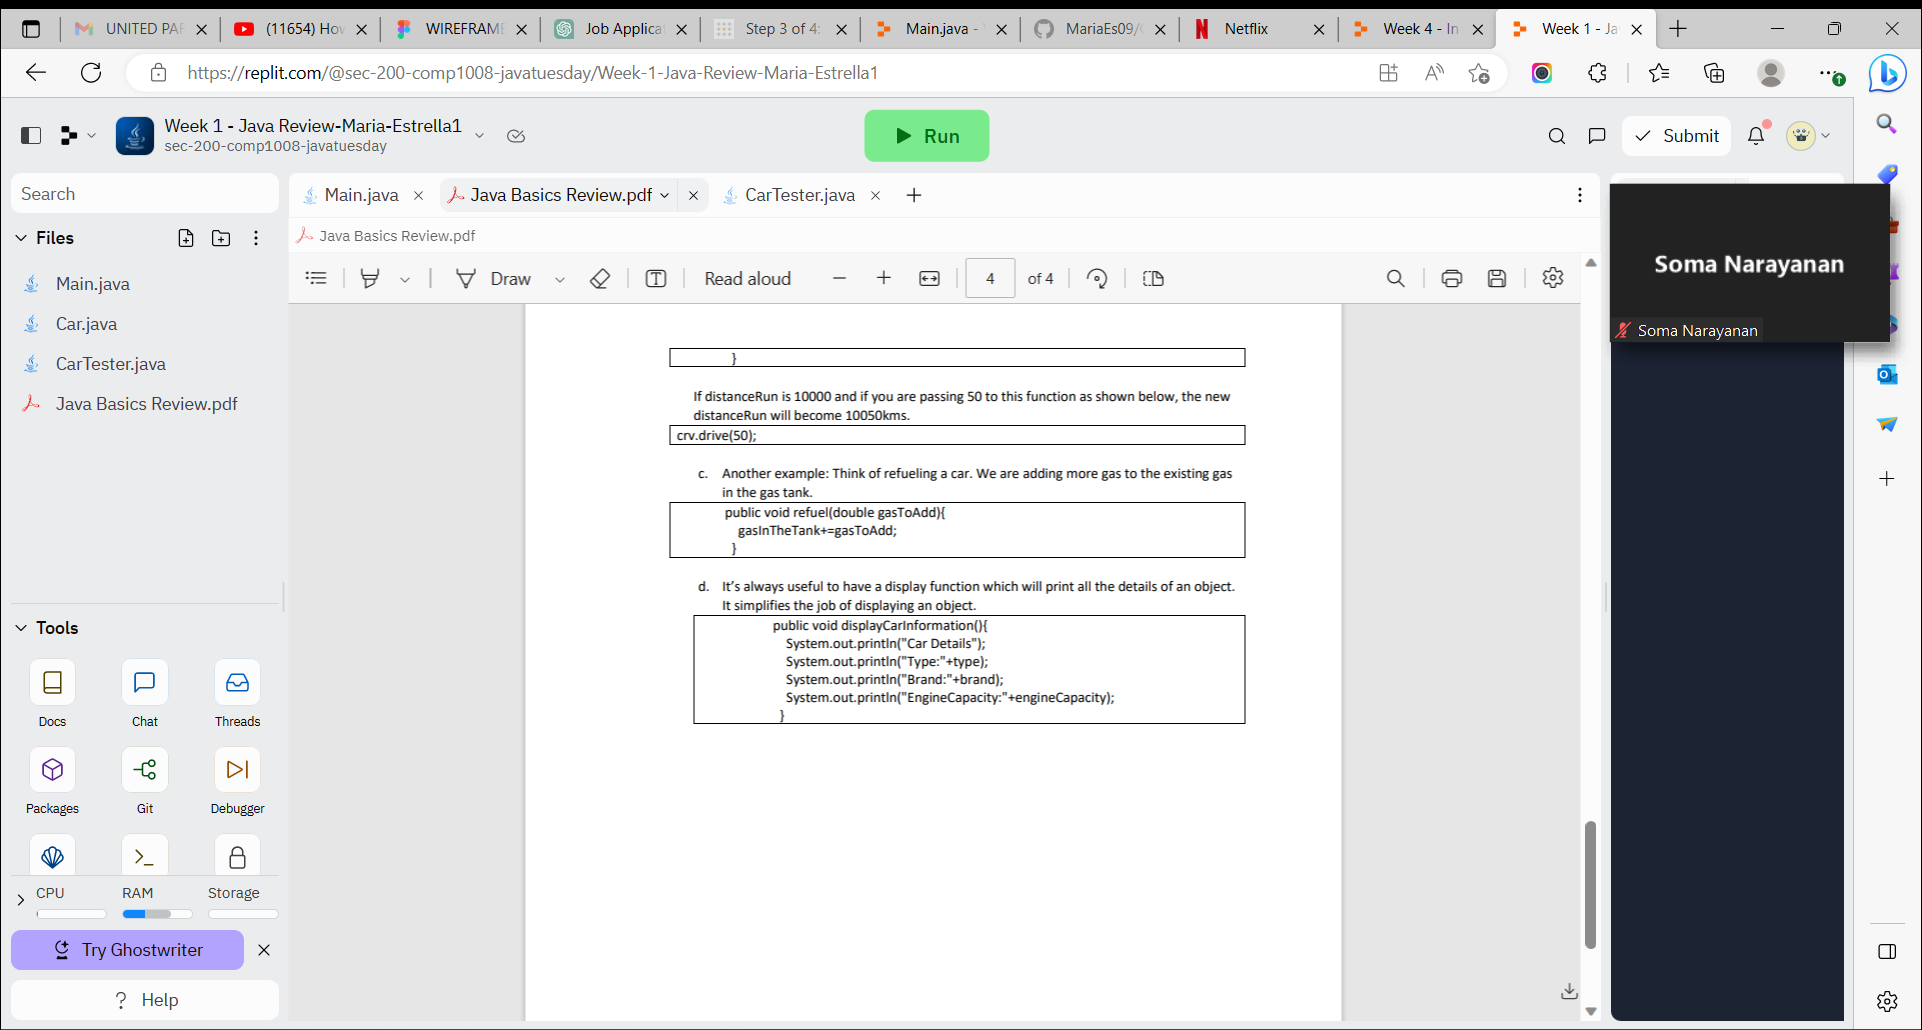 UNITED PAR
(11654) Hov
WIREFRAME
Job Applicat
Step 3 of 4:
Main.java -
MariaEs09/
Netflix
Week 4 - In
Week 1 - Ja
https://replit.com/@sec-200-comp1008-javatuesday/Week-1-Java-Review-Maria-Estrella1
Week 1 - Java Review-Maria-Estrella1
sec-200-comp1008-javatuesday
Run
Submit
Search
Main.java
Java Basics Review.pdf
CarTester.java
Files
Java Basics Review.pdf
Main.java
Car.java
CarTester.java
Java Basics Review.pdf
Draw
Read aloud
4
of 4
Soma Narayanan
Soma Narayanan
}
If distanceRun is 10000 and if you are passing 50 to this function as shown below, the new
distanceRun will become 10050kms.
crv.drive(50);
c. Another example: Think of refueling a car. We are adding more gas to the existing gas
in the gas tank.
public void refuel(double gasToAdd){
gasInTheTank+=gasToAdd;
}
d. It's always useful to have a display function which will print all the details of an object.
It simplifies the job of displaying an object.
public void displayCarInformation(){
System.out.println("Car Details");
System.out.println("Type:"+type);
System.out.println("Brand:"+brand);
System.out.println("EngineCapacity:"+engineCapacity);
}
Tools
Docs
Chat
Threads
Packages
Git
Debugger
CPU
RAM
Storage
Try Ghostwriter
? Help